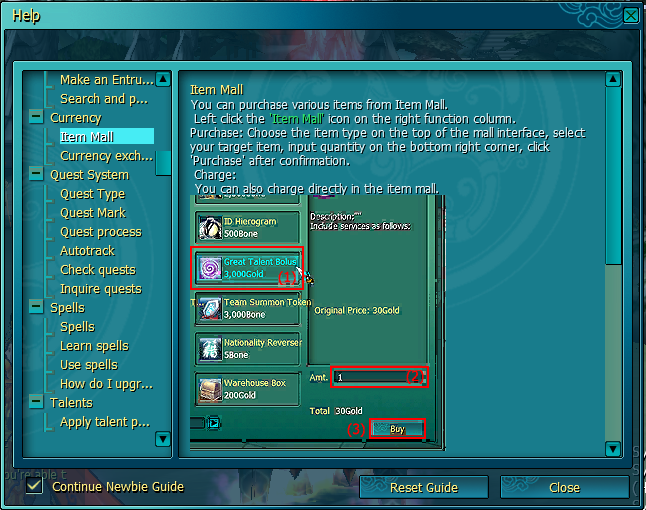 Help
Make an Entru...
Search and p...
Currency
Item Mall
Currency exch...
Quest System
Quest Type
Quest Mark
Quest process
Autotrack
Check quests
Inquire quests
Spells
Spells
Learn spells
Use spells
How do I upgr...
Talents
Apply talent p...
Item Mall
You can purchase various items from Item Mall.
Left click the 'Item Mall' icon on the right function column.
Purchase: Choose the item type on the top of the mall interface, select
your target item, input quantity on the bottom right corner, click
'Purchase' after confirmation.
Charge:
You can also charge directly in the item mall.
ID Hierogram
500Bone
Great Talent Bolus
3,000Gold
(1)
Team Summon Token
3,000Bone
Nationality Reverser
5Bone
Warehouse Box
200Gold
Description:""
Include services as follows:
Original Price: 30Gold
Amt. 1 (2)
Total 30Gold
(3) Buy
Continue Newbie Guide
Reset Guide
Close